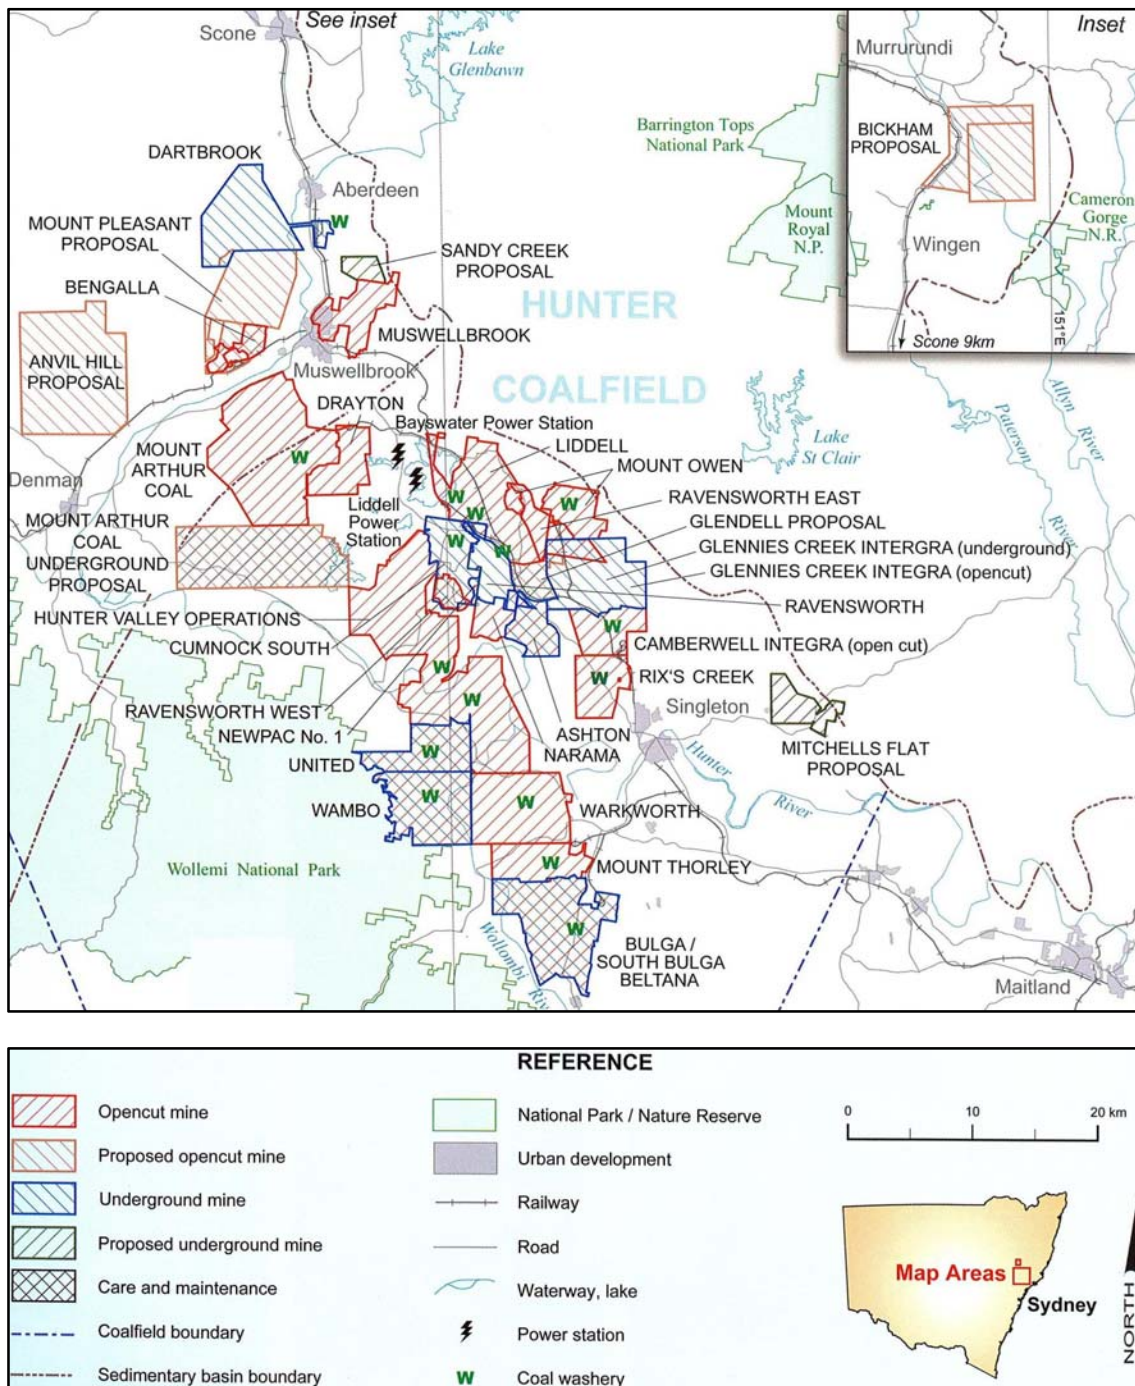 See inset
Scone
Lake
Glenbawn
DARTBROOK
Aberdeen
W
MOUNT PLEASANT
PROPOSAL
SANDY CREEK
PROPOSAL
BENGALLA
HUNTER
COALFIELD
MUSWELLBROOK
ANVIL HILL
PROPOSAL
Muswellbrook
Barrington Tops
National Park
Mount
Royal
N.P.
Inset
Murrurundi
BICKHAM
PROPOSAL
Cameron
Gorge
N.R.
Wingen
151°E
Scone 9km
DRAYTON
Bayswater Power Station
LIDDELL
MOUNT OWEN
Lake
St Clair
Paterson
River
Allyn
River
MOUNT
ARTHUR
COAL
W
Denman
RAVENSWORTH EAST
MOUNT ARTHUR
COAL
UNDERGROUND
PROPOSAL
Liddell
Power
Station
W
W
W
W
W
GLENDELL PROPOSAL
GLENNIES CREEK INTERGRA (underground)
GLENNIES CREEK INTEGRA (opencut)
RAVENSWORTH
HUNTER VALLEY OPERATIONS
CUMNOCK SOUTH
W
CAMBERWELL INTEGRA (open cut)
W
RIX'S CREEK
W
W
RAVENSWORTH WEST
NEWPAC No. 1
ASHTON
NARAMA
Singleton
MITCHELLS FLAT
PROPOSAL
UNITED
W
WAMBO
W
W
WARKWORTH
Hunter
River
Wollemi National Park
W
MOUNT THORLEY
W
BULGA /
SOUTH BULGA
BELTANA
Wollombi
Riv
Maitland
REFERENCE
Opencut mine
Proposed opencut mine
Underground mine
Proposed underground mine
Care and maintenance
Coalfield boundary
Sedimentary basin boundary
National Park / Nature Reserve
Urban development
Railway
Road
Waterway, lake
Power station
W
Coal washery
0 10 20 km
Map Areas
Sydney
NORTH